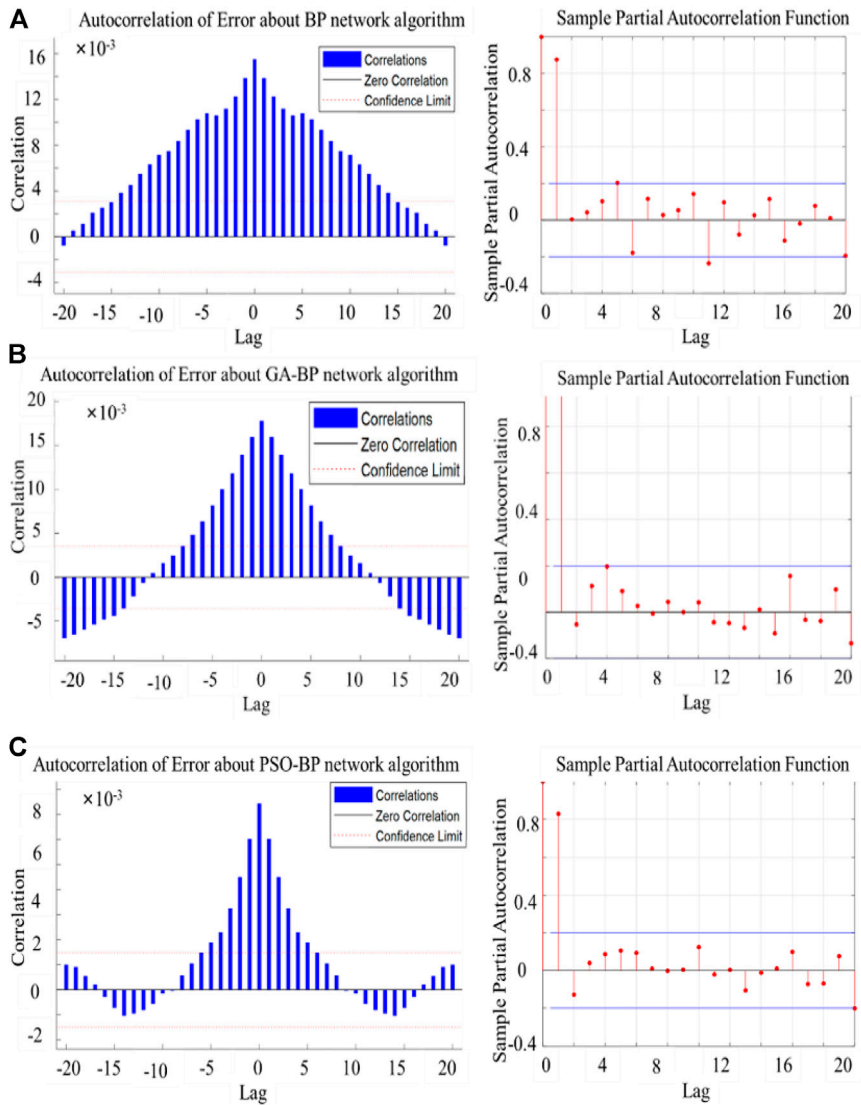 A
Autocorrelation of Error about BP network algorithm
×10⁻³
16
12
8
4
0
-4
Correlation
Correlations
Zero Correlation
Confidence Limit
-20 -15 -10 -5 0 5 10 15 20
Lag
Sample Partial Autocorrelation Function
0.8
0.4
0
-0.4
Sample Partial Autocorrelation
0 4 8 12 16 20
Lag
B
Autocorrelation of Error about GA-BP network algorithm
×10⁻³
20
15
10
5
0
-5
Correlation
Correlations
Zero Correlation
Confidence Limit
-20 -15 -10 -5 0 5 10 15 20
Lag
Sample Partial Autocorrelation Function
0.8
0.4
0
-0.4
Sample Partial Autocorrelation
0 4 8 12 16 20
Lag
C
Autocorrelation of Error about PSO-BP network algorithm
×10⁻³
8
6
4
2
0
-2
Correlation
Correlations
Zero Correlation
Confidence Limit
-20 -15 -10 -5 0 5 10 15 20
Lag
Sample Partial Autocorrelation Function
0.8
0.4
0
-0.4
Sample Partial Autocorrelation
0 4 8 12 16 20
Lag